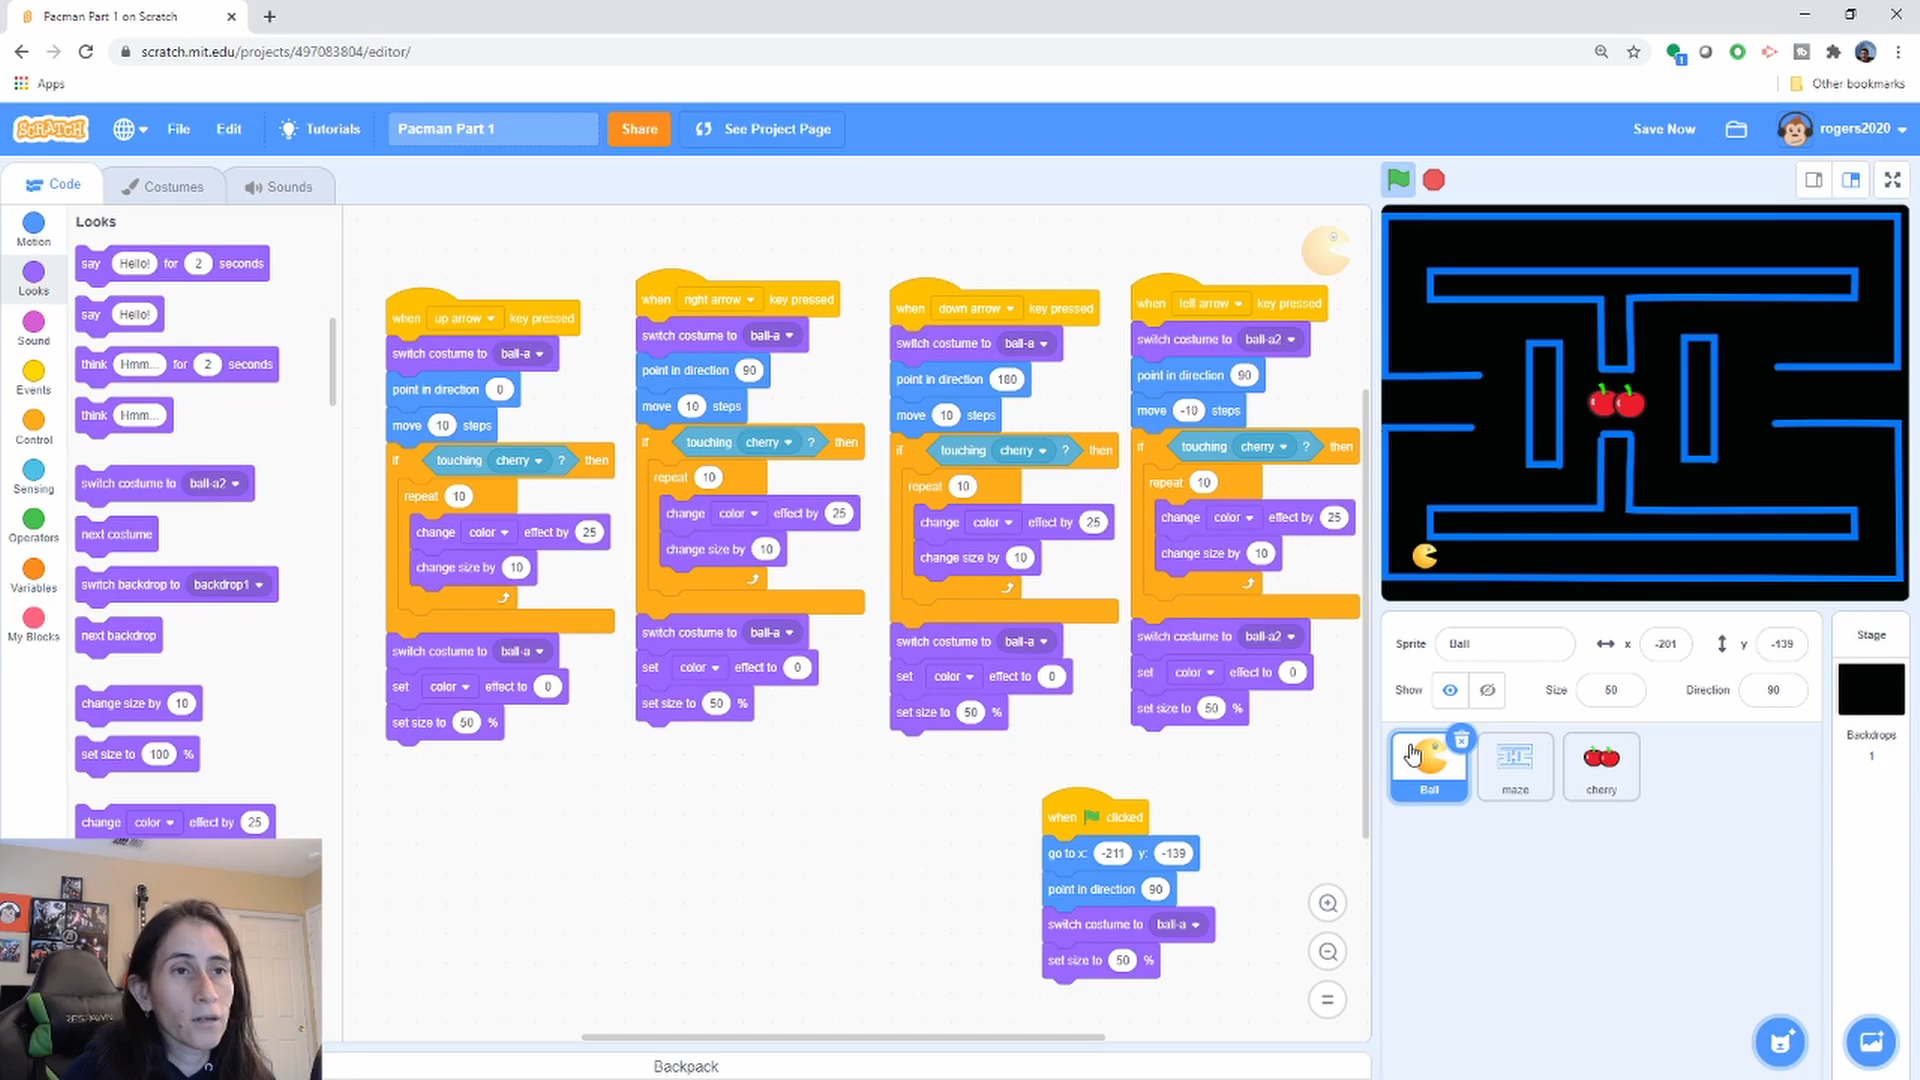 Pacman Part 1 on Scratch
scratch.mit.edu/projects/497083804/editor/
Apps
Other bookmarks
SCRATCH
File
Edit
Tutorials
Pacman Part 1
Share
See Project Page
Save Now
rogers2020
Code
Costumes
Sounds
Motion
Looks
Sound
Events
Control
Sensing
Operators
Variables
My Blocks
Looks
say Hello! for 2 seconds
say Hello!
think Hmm... for 2 seconds
think Hmm...
switch costume to ball-a2
next costume
switch backdrop to backdrop1
next backdrop
change size by 10
set size to 100 %
change color effect by 25
when up arrow key pressed
switch costume to ball-a
point in direction 0
move 10 steps
if touching cherry ? then
repeat 10
change color effect by 25
change size by 10
switch costume to ball-a
set color effect to 0
set size to 50 %
when right arrow key pressed
switch costume to ball-a
point in direction 90
move 10 steps
if touching cherry ? then
repeat 10
change color effect by 25
change size by 10
switch costume to ball-a
set color effect to 0
set size to 50 %
when down arrow key pressed
switch costume to ball-a
point in direction 180
move 10 steps
if touching cherry ? then
repeat 10
change color effect by 25
change size by 10
switch costume to ball-a
set color effect to 0
set size to 50 %
when left arrow key pressed
switch costume to ball-a2
point in direction 90
move -10 steps
if touching cherry ? then
repeat 10
change color effect by 25
change size by 10
switch costume to ball-a2
set color effect to 0
set size to 50 %
when clicked
go to x: -211 y: -139
point in direction 90
switch costume to ball-a
set size to 50 %
Backpack
Sprite Ball x -201 y -139
Show Size 50 Direction 90
Ball
maze
cherry
Stage
Backdrops
1
RESPAWN